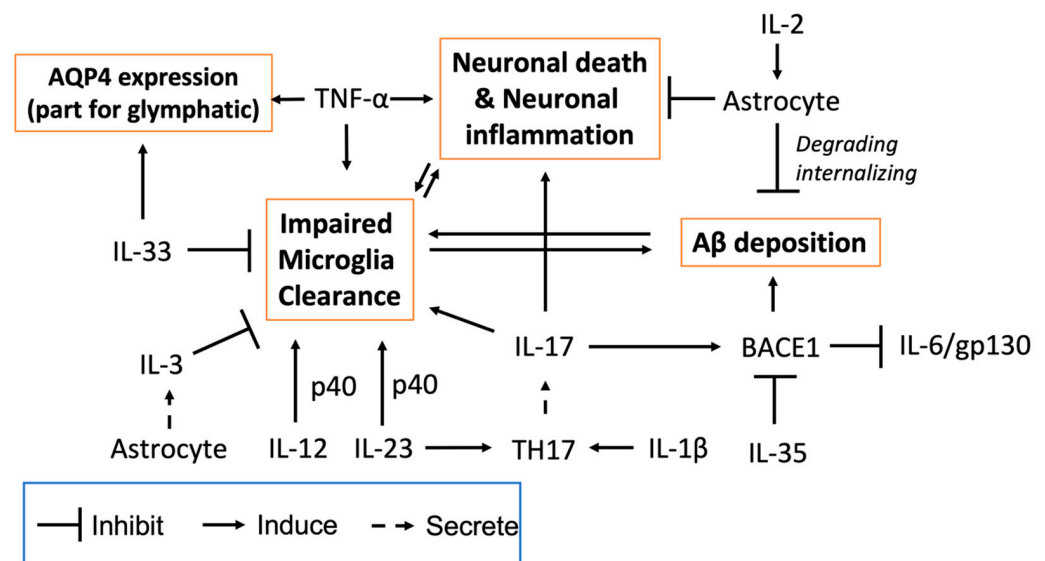 IL-2
AQP4 expression
(part for glymphatic)
TNF-α
Neuronal death
& Neuronal
inflammation
Astrocyte
Degrading
internalizing
IL-33
Impaired
Microglia
Clearance
Aβ deposition
IL-3
IL-17
BACE1
IL-6/gp130
p40
p40
Astrocyte
IL-12
IL-23
TH17
IL-1β
IL-35
Inhibit
Induce
Secrete